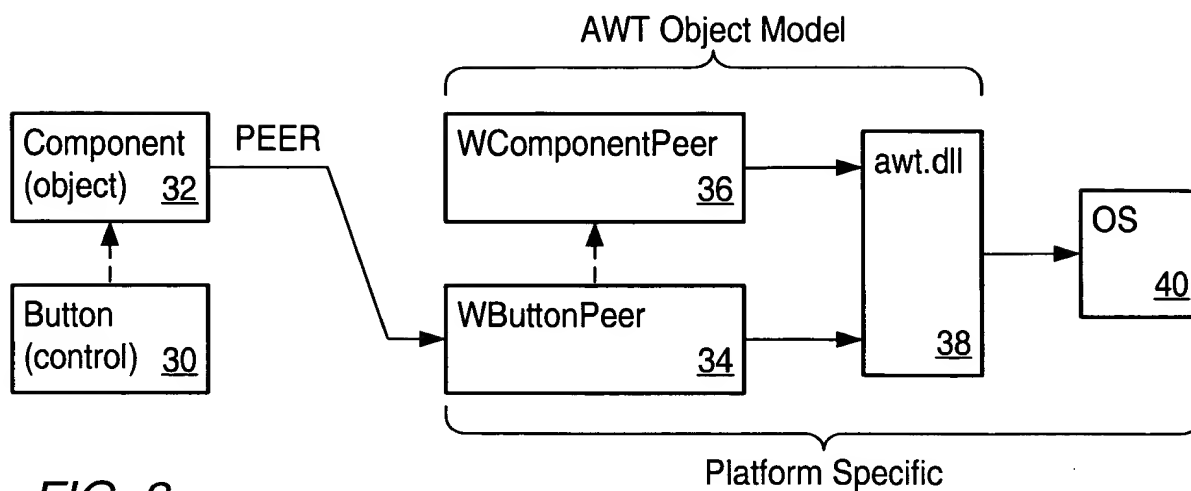 AWT Object Model
Component
(object) 32
PEER
WComponentPeer
36
awt.dll
38
OS
40
Button
(control) 30
WButtonPeer
34
Platform Specific